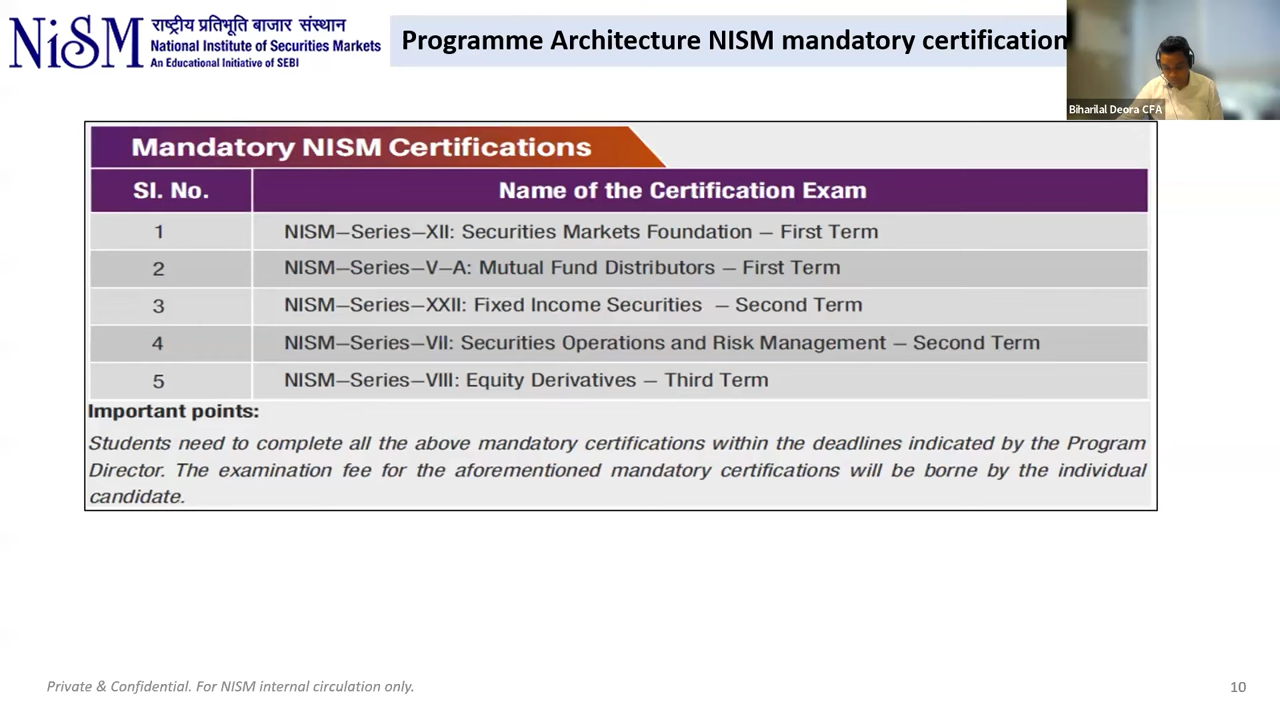 NiSM
राष्ट्रीय प्रतिभूति बाजार संस्थान
National Institute of Securities Markets
An Educational Initiative of SEBI
Programme Architecture NISM mandatory certification
Biharilal Deora CFA
Mandatory NISM Certifications
Sl. No. Name of the Certification Exam
1 NISM–Series–XII: Securities Markets Foundation – First Term
2 NISM–Series–V–A: Mutual Fund Distributors – First Term
3 NISM–Series–XXII: Fixed Income Securities – Second Term
4 NISM–Series–VII: Securities Operations and Risk Management – Second Term
5 NISM–Series–VIII: Equity Derivatives – Third Term
Important points:
Students need to complete all the above mandatory certifications within the deadlines indicated by the Program
Director. The examination fee for the aforementioned mandatory certifications will be borne by the individual
candidate.
Private & Confidential. For NISM internal circulation only.
10